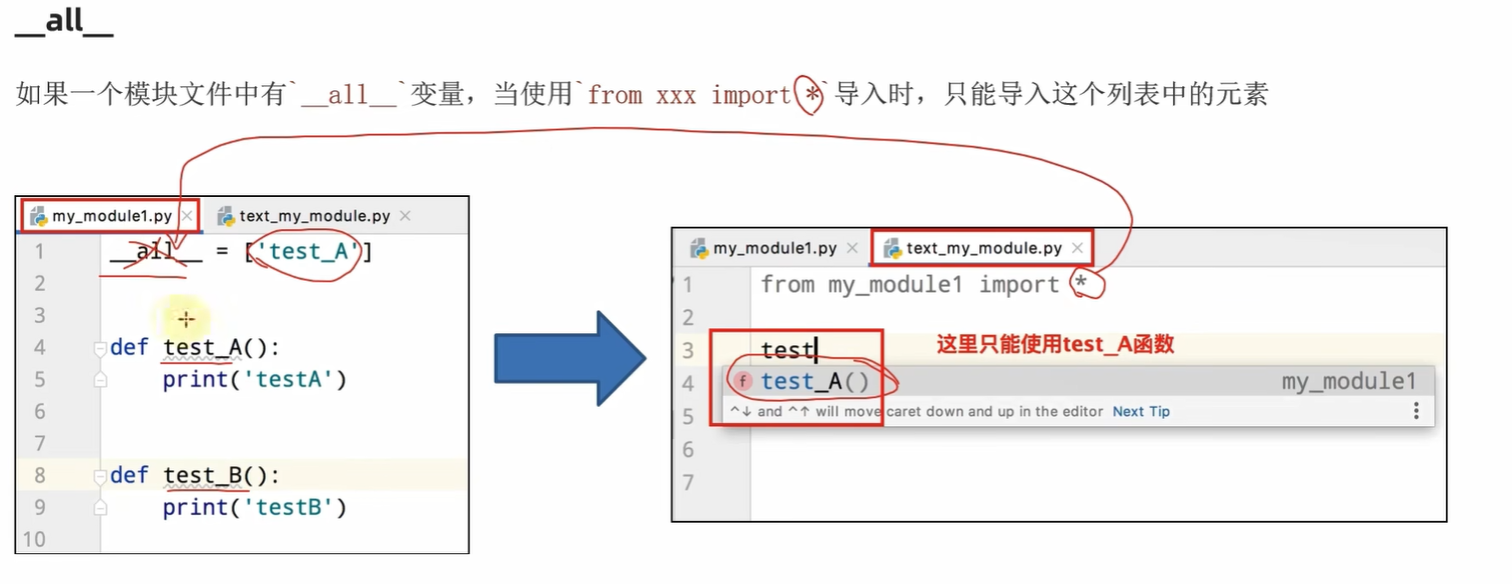 __all__
如果一个模块文件中有`__all__`变量，当使用`from xxx import *`导入时，只能导入这个列表中的元素
my_module1.py × text_my_module.py ×
1 __all__ = ['test_A']
2
3
4 def test_A():
5 print('testA')
6
7
8 def test_B():
9 print('testB')
10
my_module1.py × text_my_module.py ×
1 from my_module1 import *
2
3 test 这里只能使用test_A函数
4 f test_A() my_module1
5 ^↓ and ^↑ will move caret down and up in the editor Next Tip
6
7